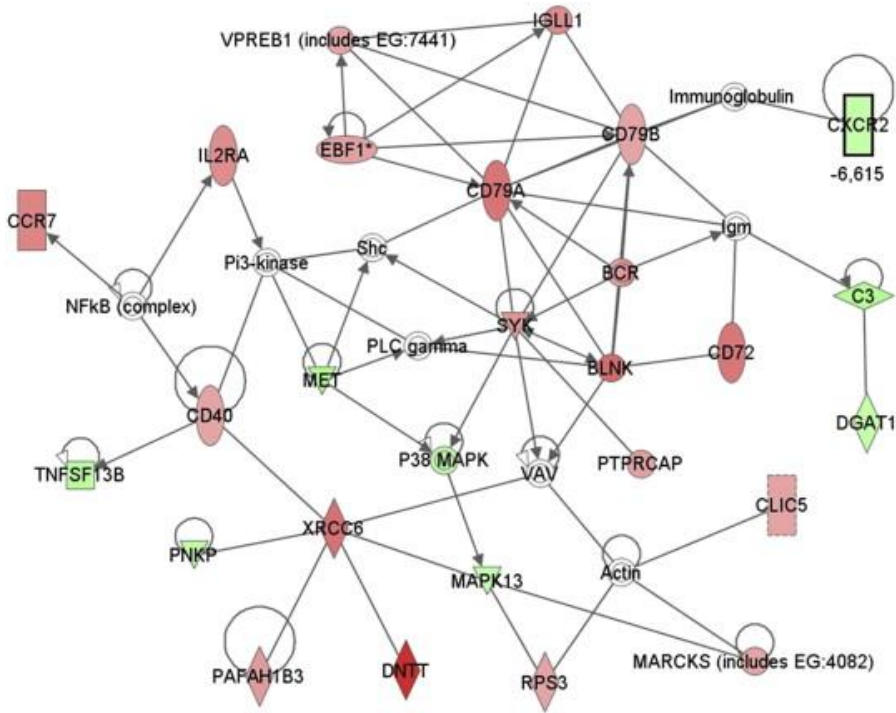 IGLL1
VPREB1 (includes EG:7441)
Immunoglobulin
CXCR2
CD79B
EBF1*
IL2RA
-6,615
CD79A
CCR7
Igm
Shc
Pi3-kinase
BCR
C3
NFkB (complex)
SYK
PLC gamma
BLNK
CD72
MET
CD40
DGAT1
P38 MAPK
PTPRCAP
TNFSF13B
VAV
CLIC5
XRCC6
PNKP
MAPK13
Actin
MARCKS (includes EG:4082)
PAFAH1B3
DNTT
RPS3